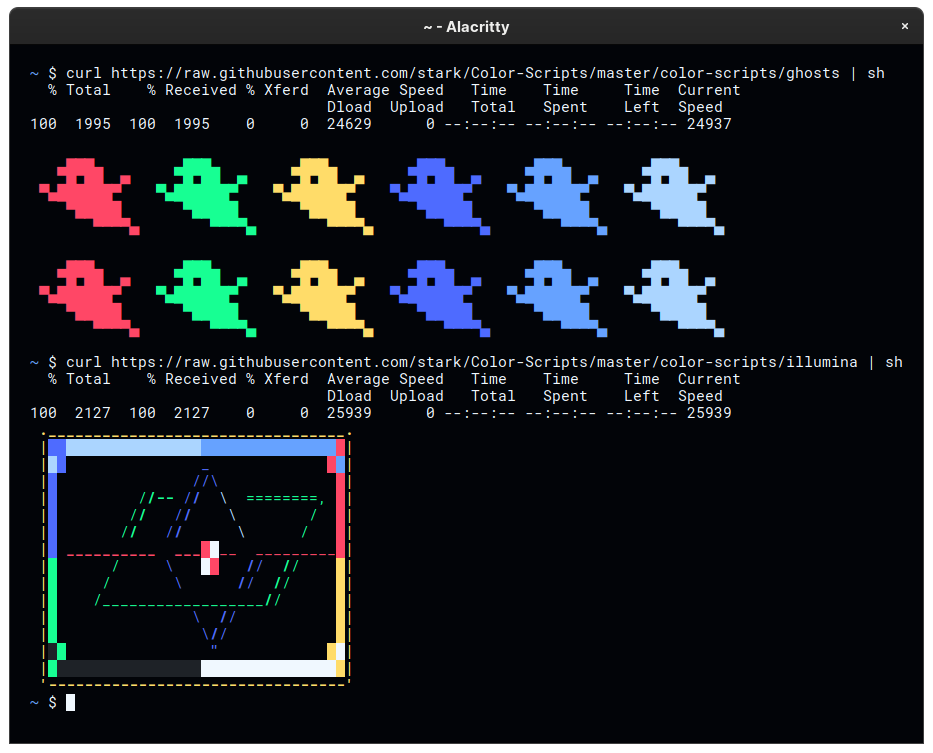 ~ - Alacritty ×
~ $ curl https://raw.githubusercontent.com/stark/Color-Scripts/master/color-scripts/ghosts | sh
% Total % Received % Xferd Average Speed Time Time Time Current
Dload Upload Total Spent Left Speed
100 1995 100 1995 0 0 24629 0 --:--:-- --:--:-- --:--:-- 24937
~ $ curl https://raw.githubusercontent.com/stark/Color-Scripts/master/color-scripts/illumina | sh
% Total % Received % Xferd Average Speed Time Time Time Current
Dload Upload Total Spent Left Speed
100 2127 100 2127 0 0 25939 0 --:--:-- --:--:-- --:--:-- 25939
~ $